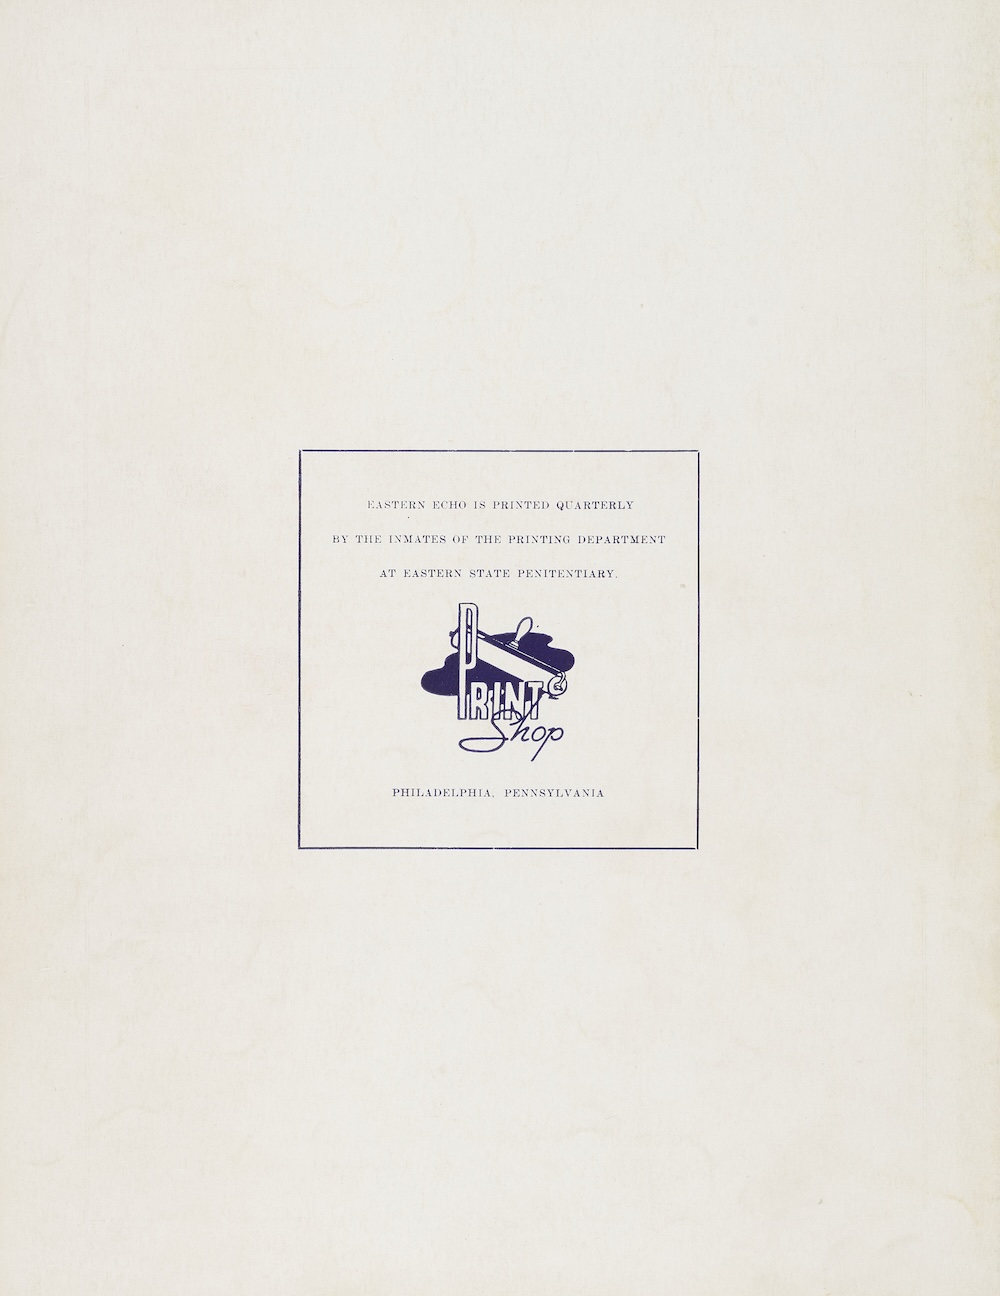 EASTERN ECHO IS PRINTED QUARTERLY
BY THE INMATES OF THE PRINTING DEPARTMENT
AT EASTERN STATE PENITENTIARY.
PRINT
Shop
PHILADELPHIA, PENNSYLVANIA